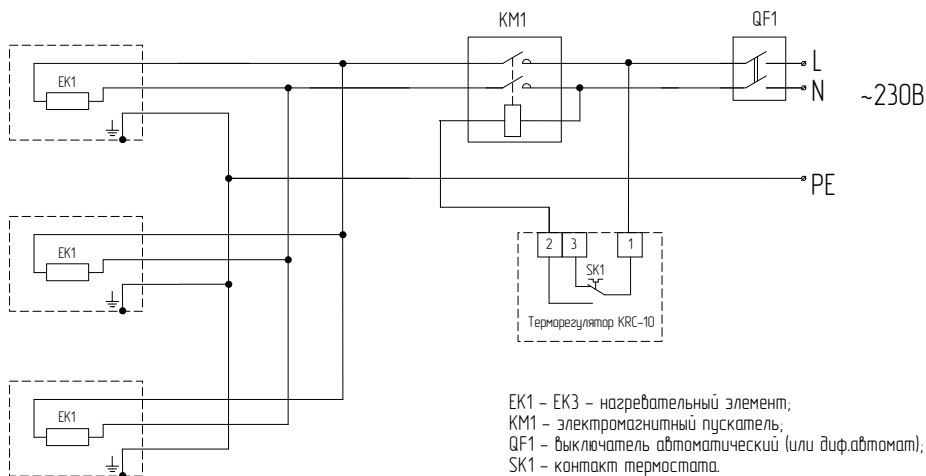 KM1
QF1
EK1
L
N
~230В
PE
EK1
2 3 1
SK1
Терморегулятор KRC-10
EK1
EK1 - EK3 - нагревательный элемент;
KM1 - электромагнитный пускатель;
QF1 - выключатель автоматический (или диф.автомат);
SK1 - контакт термостата.